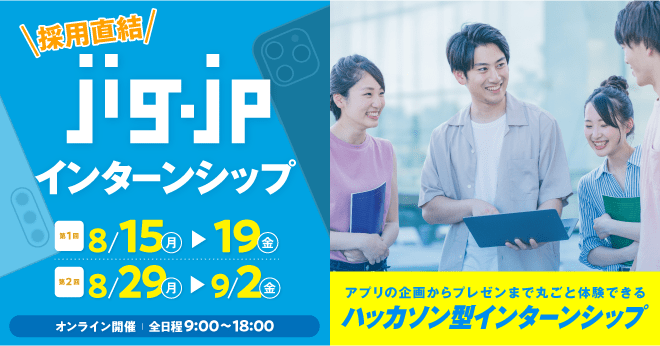 採用直結
jig.jp
インターンシップ
第1回 8/15(月) ▶ 19(金)
第2回 8/29(月) ▶ 9/2(金)
オンライン開催 | 全日程 9:00~18:00
アプリの企画からプレゼンまで丸ごと体験できる
ハッカソン型インターンシップ